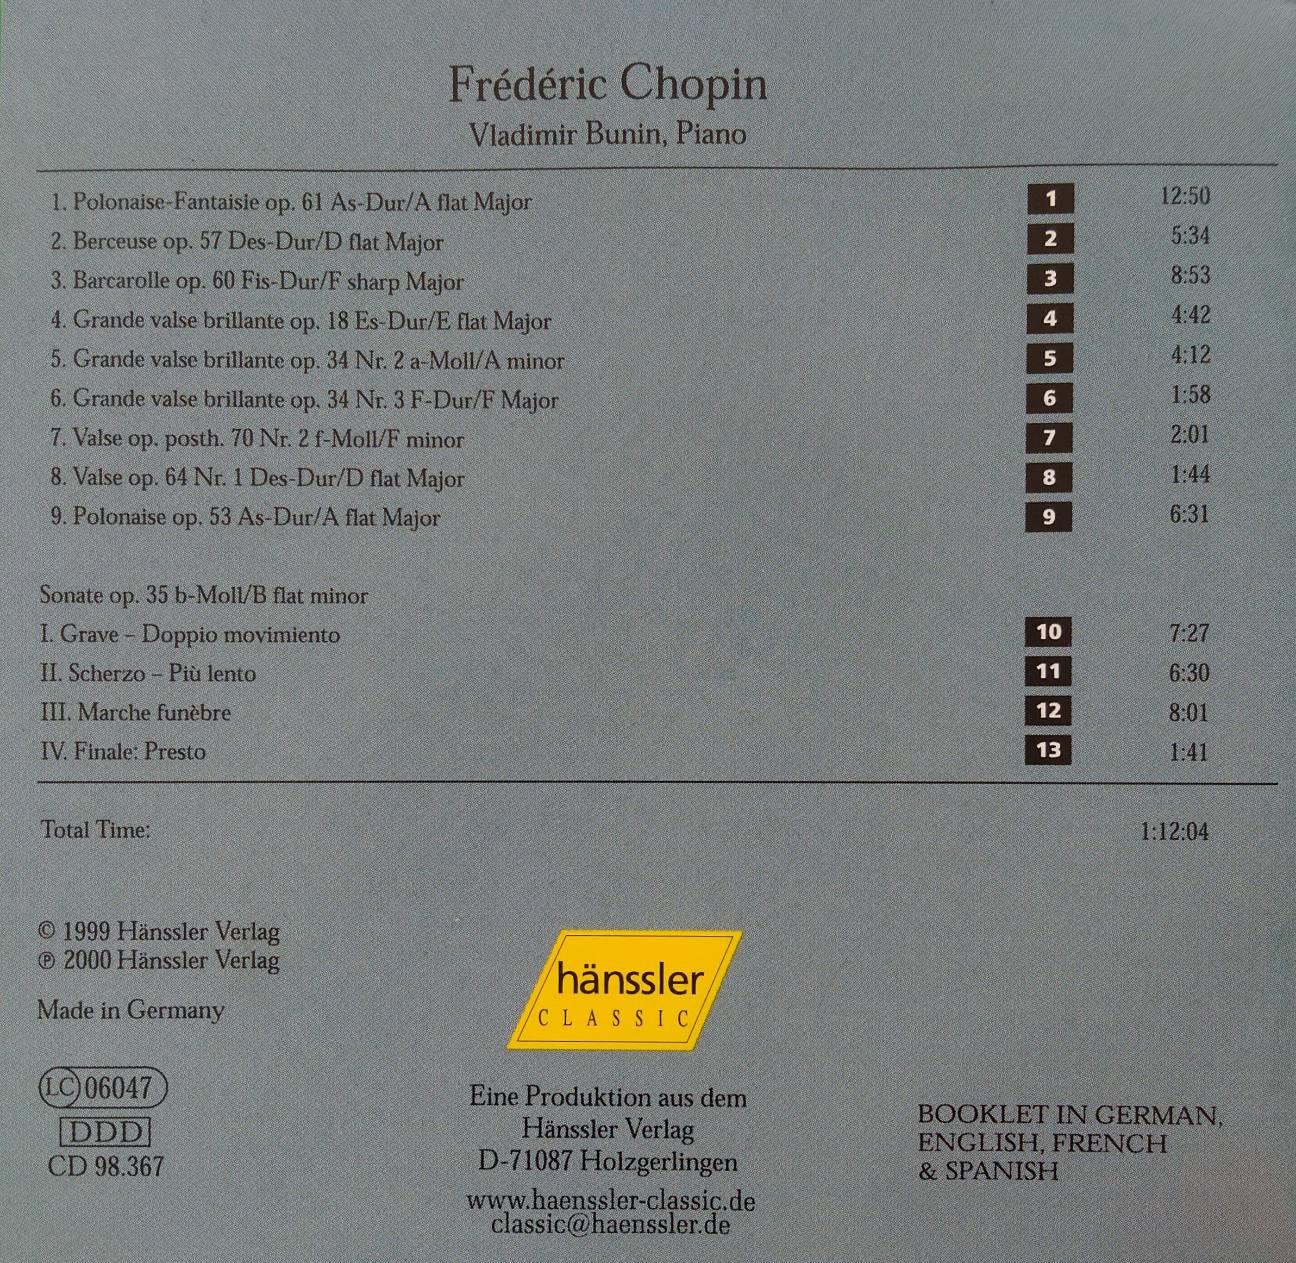 Frédéric Chopin
Vladimir Bunin, Piano
1. Polonaise-Fantaisie op. 61 As-Dur/A flat Major 1 12:50
2. Berceuse op. 57 Des-Dur/D flat Major 2 5:34
3. Barcarolle op. 60 Fis-Dur/F sharp Major 3 8:53
4. Grande valse brillante op. 18 Es-Dur/E flat Major 4 4:42
5. Grande valse brillante op. 34 Nr. 2 a-Moll/A minor 5 4:12
6. Grande valse brillante op. 34 Nr. 3 F-Dur/F Major 6 1:58
7. Valse op. posth. 70 Nr. 2 f-Moll/F minor 7 2:01
8. Valse op. 64 Nr. 1 Des-Dur/D flat Major 8 1:44
9. Polonaise op. 53 As-Dur/A flat Major 9 6:31
Sonate op. 35 b-Moll/B flat minor
I. Grave – Doppio movimiento 10 7:27
II. Scherzo – Più lento 11 6:30
III. Marche funèbre 12 8:01
IV. Finale: Presto 13 1:41
Total Time: 1:12:04
© 1999 Hänssler Verlag
℗ 2000 Hänssler Verlag
Made in Germany
LC 06047
DDD
CD 98.367
hänssler
CLASSIC
Eine Produktion aus dem
Hänssler Verlag
D-71087 Holzgerlingen
www.haenssler-classic.de
classic@haenssler.de
BOOKLET IN GERMAN,
ENGLISH, FRENCH
& SPANISH